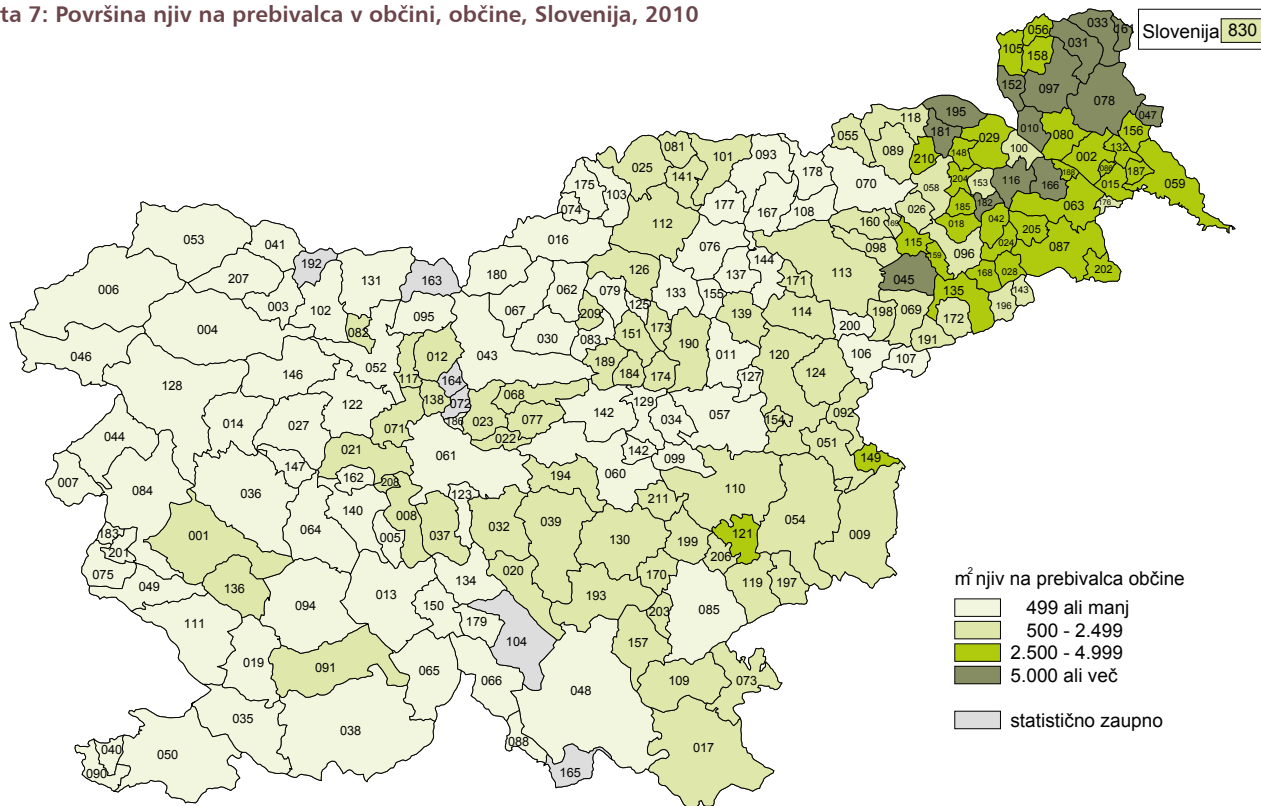 ta 7: Površina njiv na prebivalca v občini, občine, Slovenija, 2010
Slovenija 830
033 161
056 031
105 158
152 097 078
047
195 118
181 010 080 156
055 029
089 210 148 100 002 132
081 101 093
025 141 178 070 058 204 153 116 166 188 086 015 187 059
175 103 177 167 108 026 185 182 063 176
074 112 160 169 018 042 205
016 076 098 115 159 096 024 087
053 041 192 131 163 180 126 137 144 113 045 168 028 202
207 006 003 102 095 067 062 079 133 155 171 135 143
004 082 209 125 139 114 198 069 172 196
046 052 012 043 030 083 151 173 190 011 200 191
128 146 117 164 189 184 174 120 106 107
138 072 068 127 124
014 027 122 071 186 023 077 142 129 034 057 154 092
044 021 022 051
147 061 142 099 149
007 084 036 162 208 194 060 110
140 123 211
183 001 064 005 008 037 032 039 130 199 121 054 009
201 206
075 049 136 134 020 170 119 197
094 013 150 193 203 085
111 179 104 157
019 091 065 066 109 073
035 038 048
040 050 088 017
090 165
m² njiv na prebivalca občine
499 ali manj
500 - 2.499
2.500 - 4.999
5.000 ali več
statistično zaupno